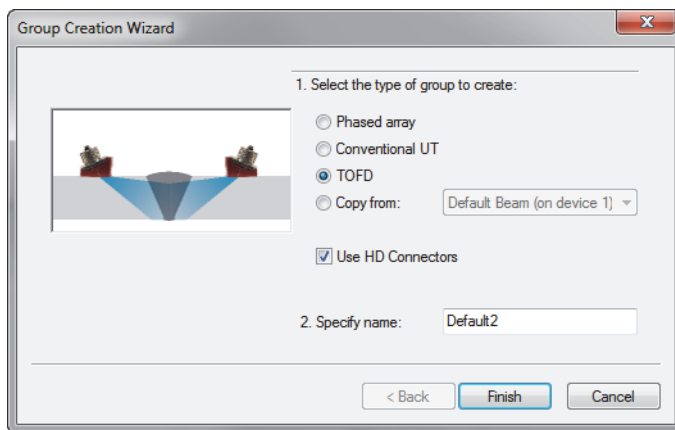 Group Creation Wizard
1. Select the type of group to create:
Phased array
Conventional UT
TOFD
Copy from: Default Beam (on device 1)
Use HD Connectors
2. Specify name: Default2
< Back Finish Cancel